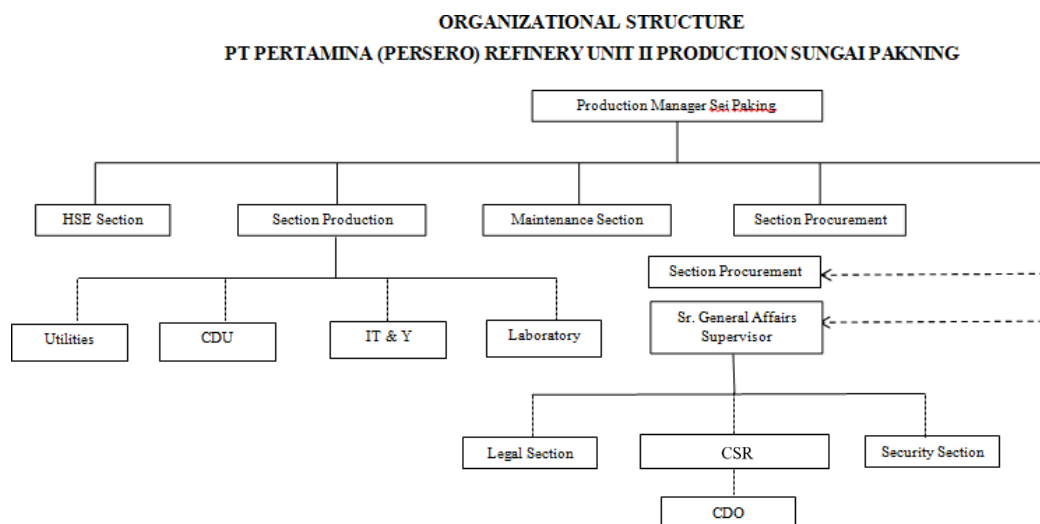 ORGANIZATIONAL STRUCTURE
PT PERTAMINA (PERSERO) REFINERY UNIT II PRODUCTION SUNGAI PAKNING
Production Manager Sei Paking
HSE Section
Section Production
Maintenance Section
Section Procurement
Section Procurement
Utilities
CDU
IT & Y
Laboratory
Sr. General Affairs
Supervisor
Legal Section
CSR
Security Section
CDO